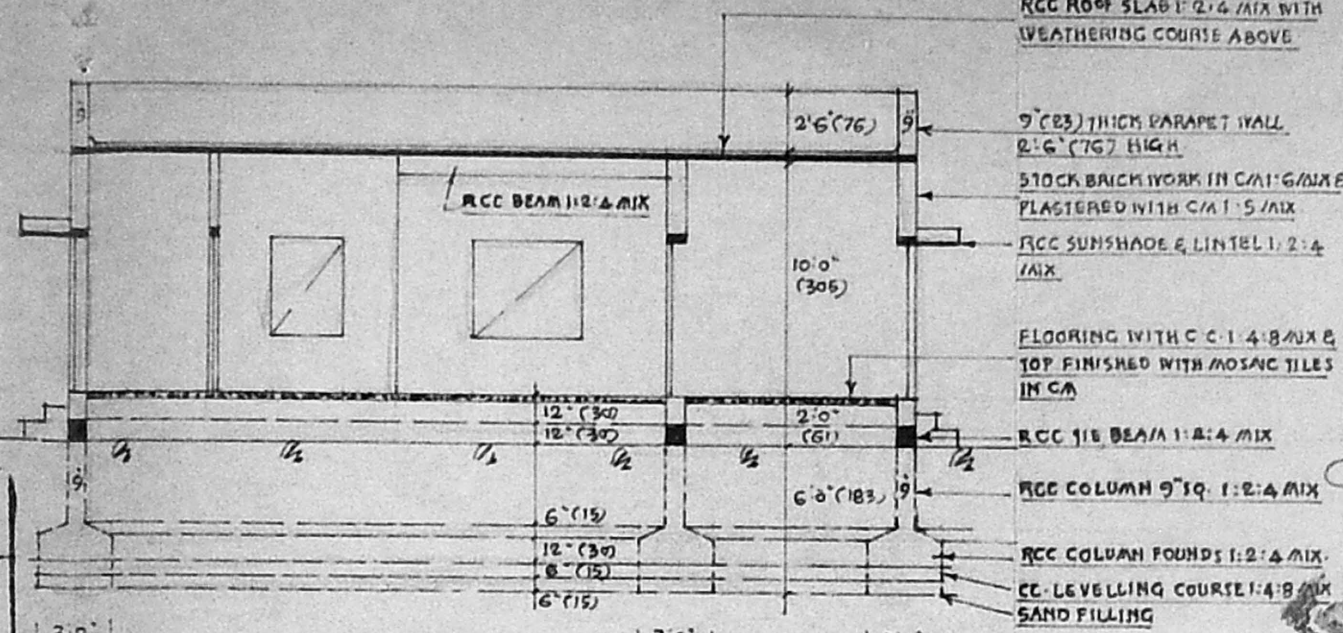 RCC ROOF SLAB 1:2:4 MIX WITH
WEATHERING COURSE ABOVE
9"
2'6"(76)
9"
9"(23) THICK PARAPET WALL
2'6"(76) HIGH
STOCK BRICK WORK IN C/M 1:6 MIX &
PLASTERED WITH C/M 1:5 MIX
RCC BEAM 1:2:4 MIX
RCC SUNSHADE & LINTEL 1:2:4
MIX
10'0"
(305)
FLOORING WITH C C 1:4:8 MIX &
TOP FINISHED WITH MOSAIC TILES
IN CM
12"(30)
12"(30)
2'0"
(61)
RCC TIE BEAM 1:2:4 MIX
9"
6'0"(183)
9"
RCC COLUMN 9"SQ. 1:2:4 MIX
6"(15)
12"(30)
6"(15)
6"(15)
RCC COLUMN FOUNDS 1:2:4 MIX.
CC. LEVELLING COURSE 1:4:8 MIX
SAND FILLING